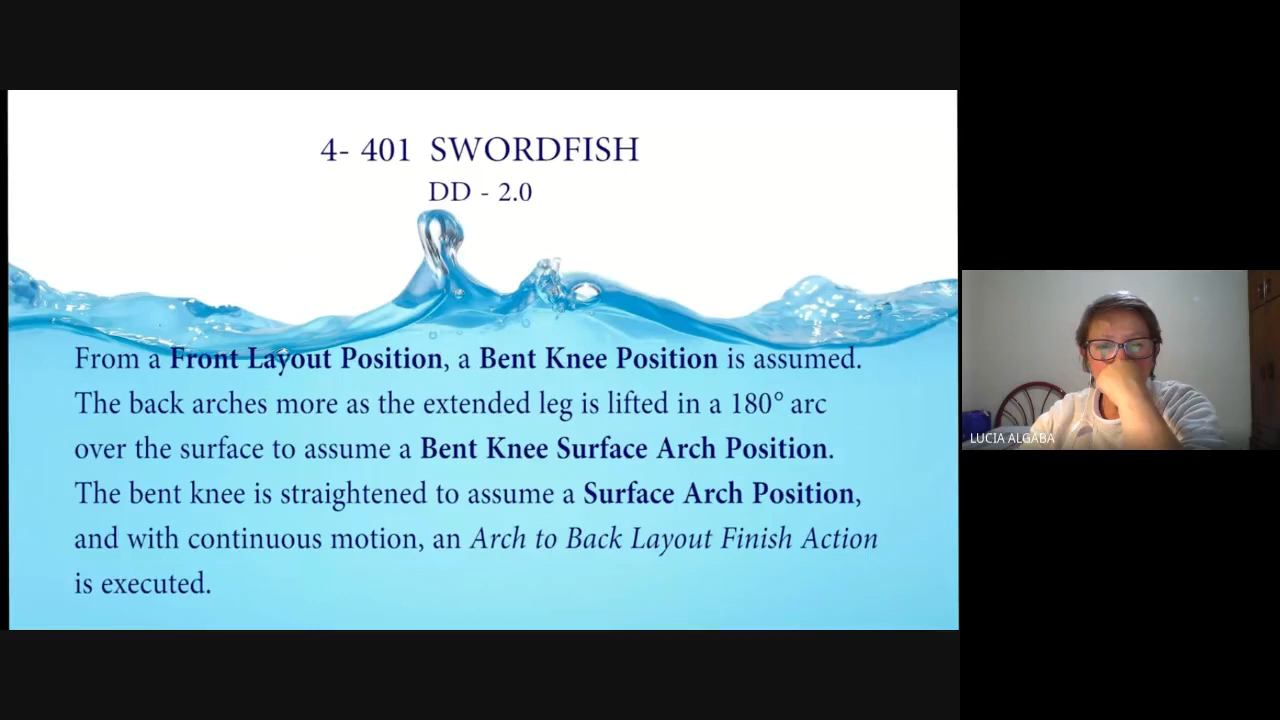 4- 401 SWORDFISH
DD - 2.0
From a Front Layout Position, a Bent Knee Position is assumed.
The back arches more as the extended leg is lifted in a 180° arc
over the surface to assume a Bent Knee Surface Arch Position.
The bent knee is straightened to assume a Surface Arch Position,
and with continuous motion, an Arch to Back Layout Finish Action
is executed.
LUCIA ALGABA